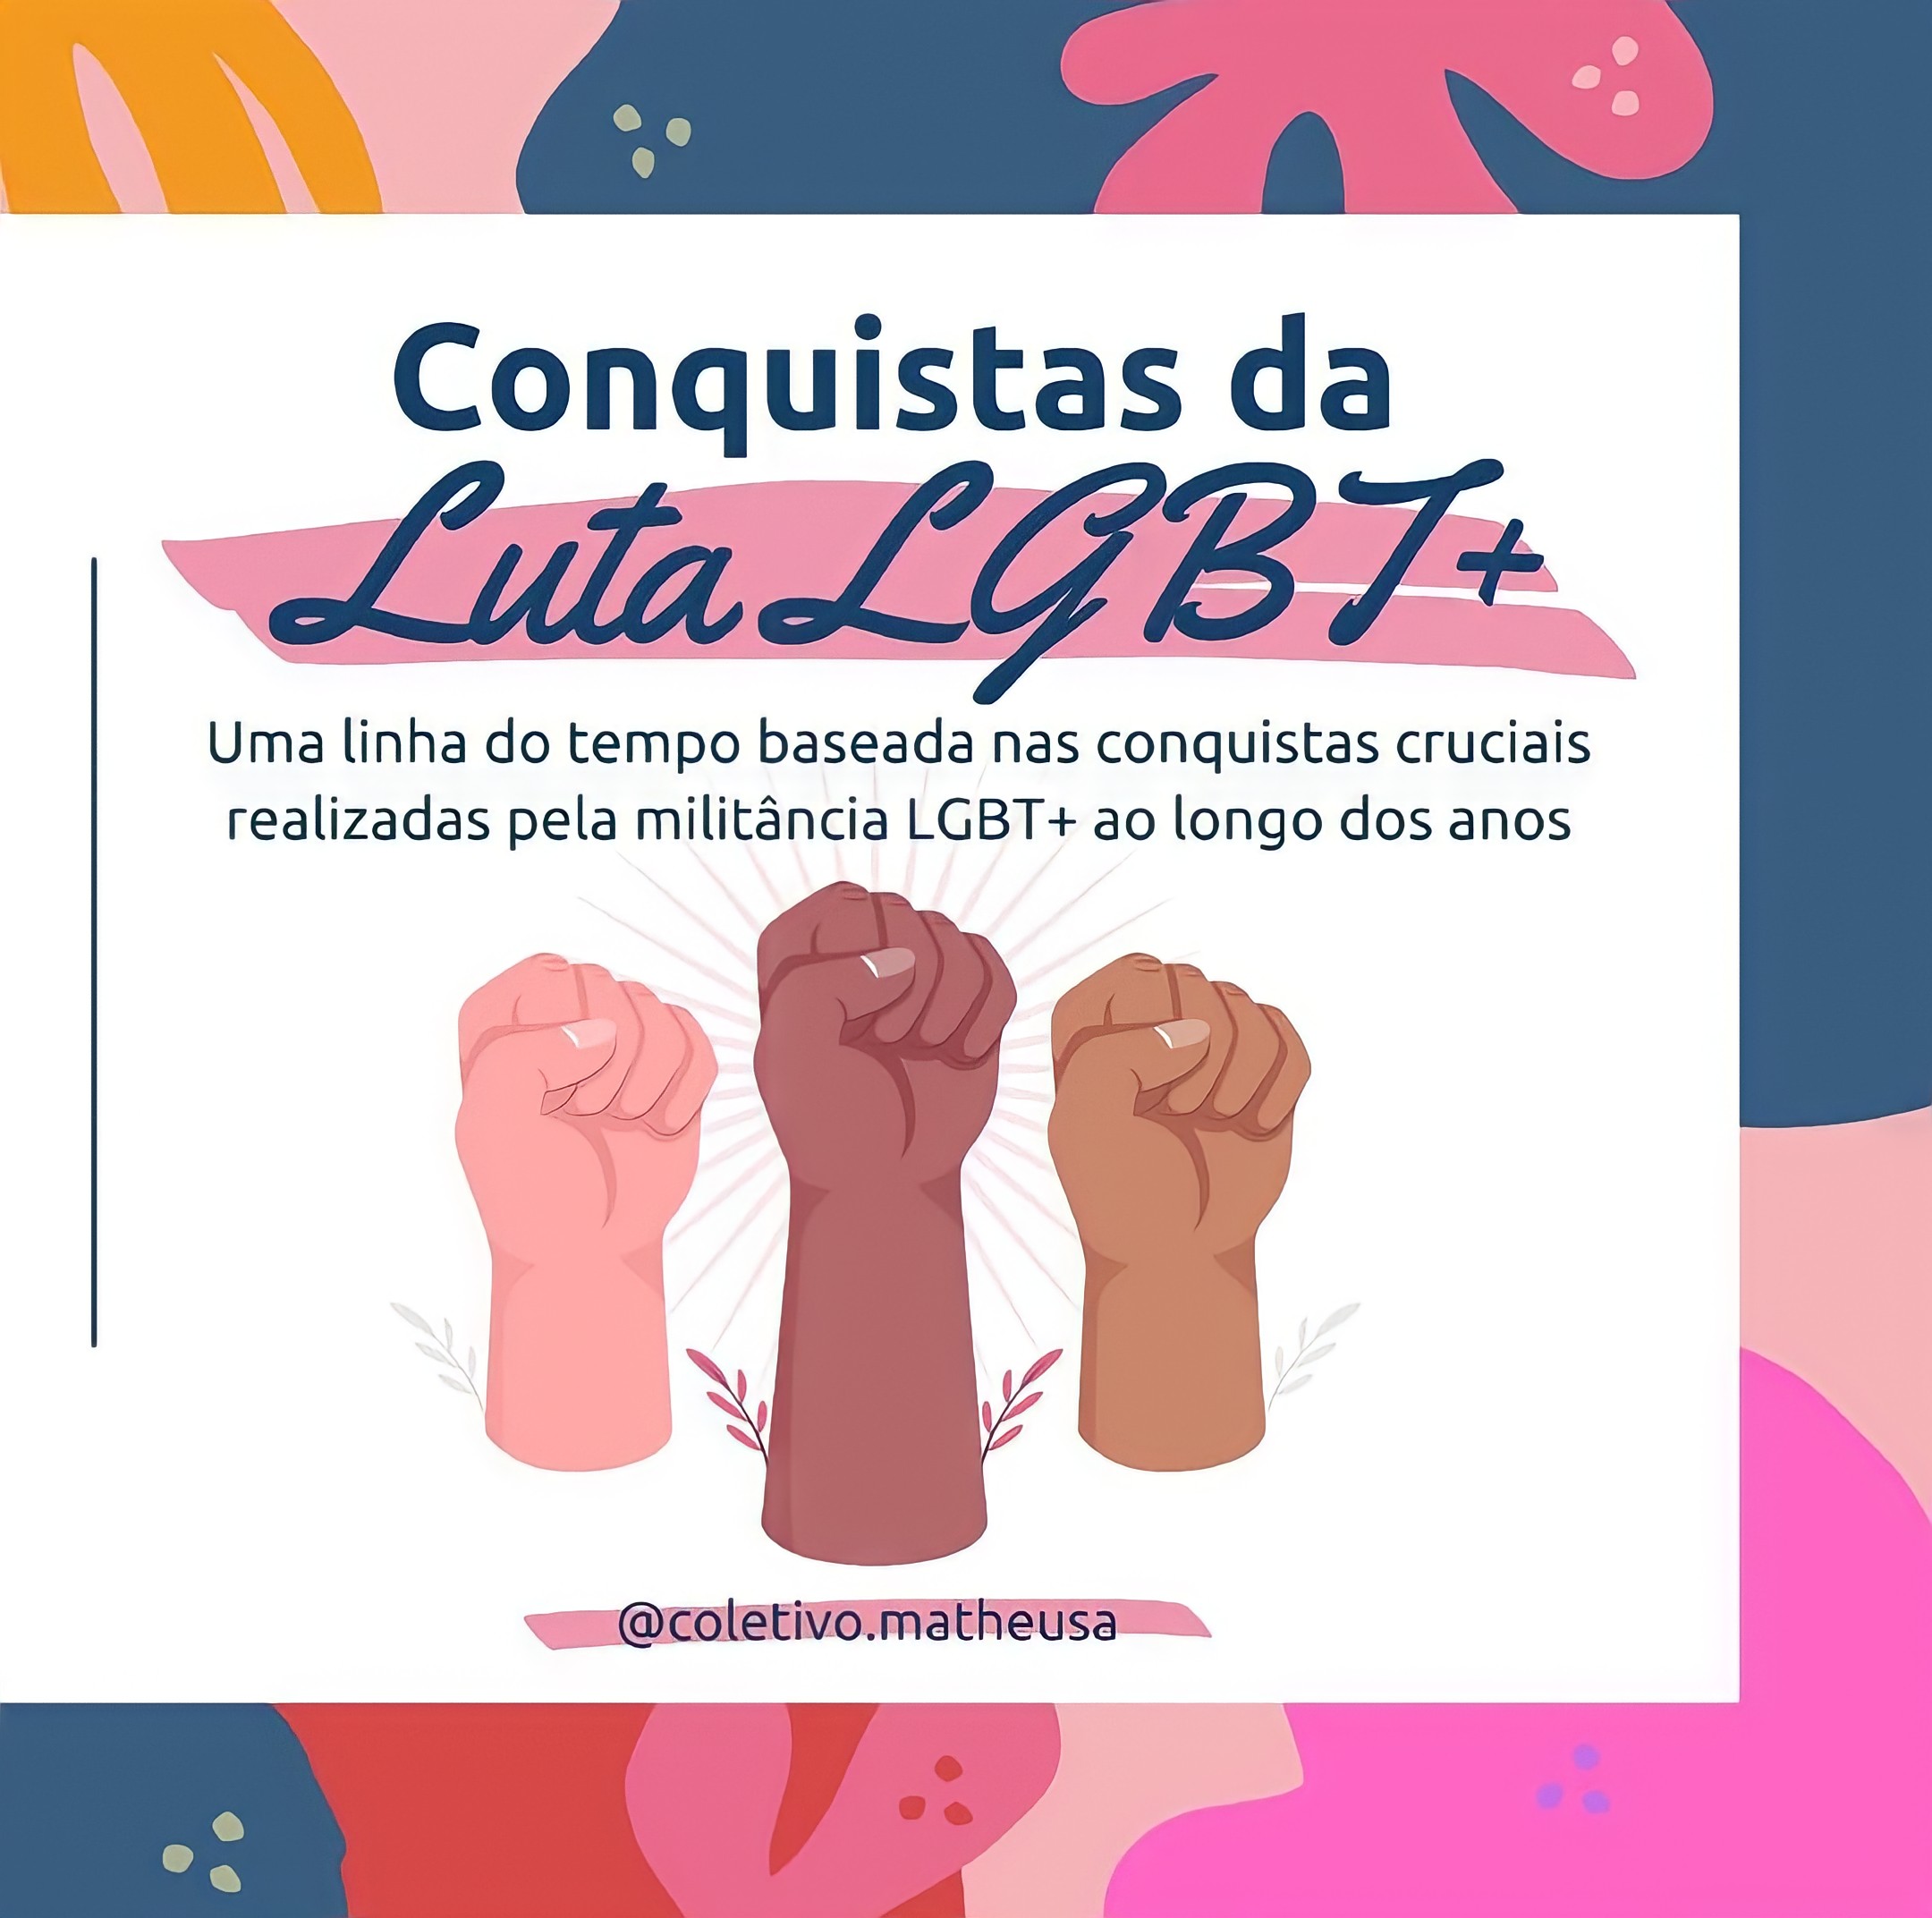 Conquistas da
Luta LGBT+
Uma linha do tempo baseada nas conquistas cruciais
realizadas pela militância LGBT+ ao longo dos anos
@coletivo.matheusa